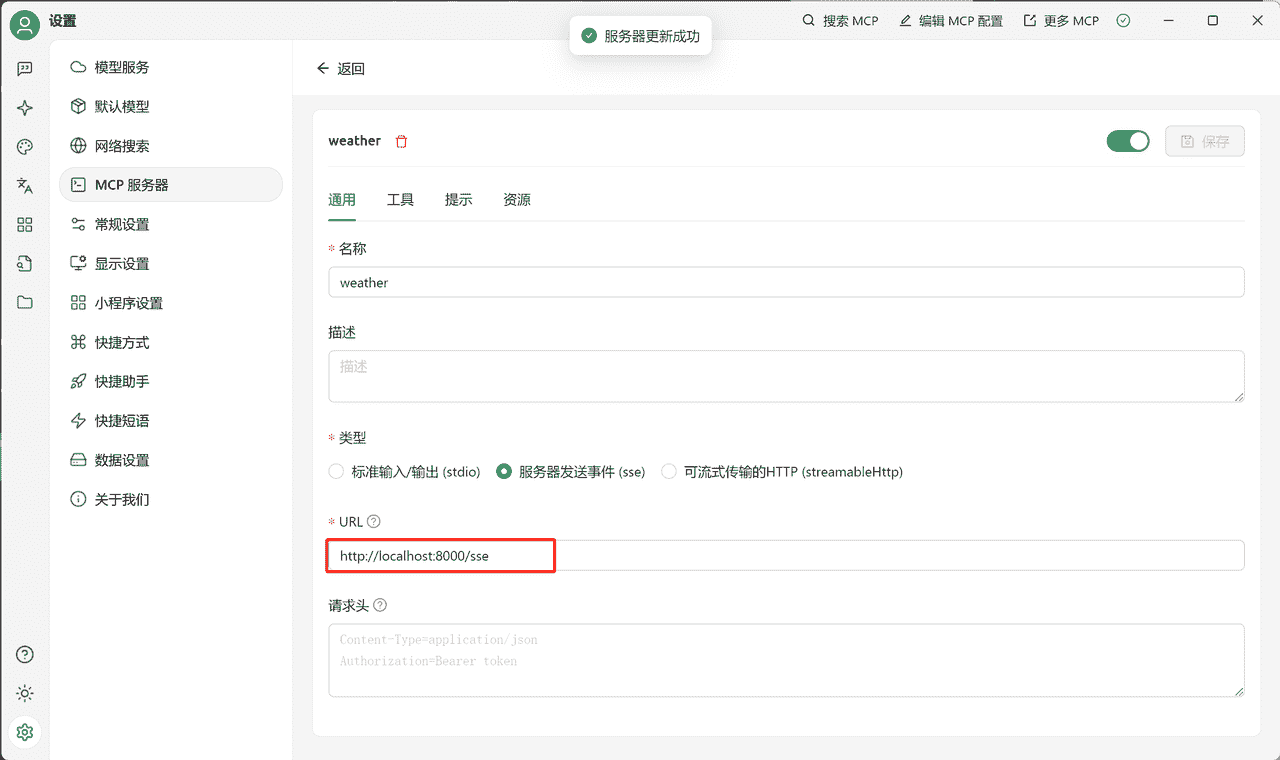 设置
服务器更新成功
搜索 MCP
编辑 MCP 配置
更多 MCP
模型服务
默认模型
网络搜索
MCP 服务器
常规设置
显示设置
小程序设置
快捷方式
快捷助手
快捷短语
数据设置
关于我们
返回
weather
保存
通用 工具 提示 资源
* 名称
weather
描述
描述
* 类型
标准输入/输出 (stdio) 服务器发送事件 (sse) 可流式传输的HTTP (streamableHttp)
* URL
http://localhost:8000/sse
请求头
Content-Type=application/json
Authorization=Bearer token